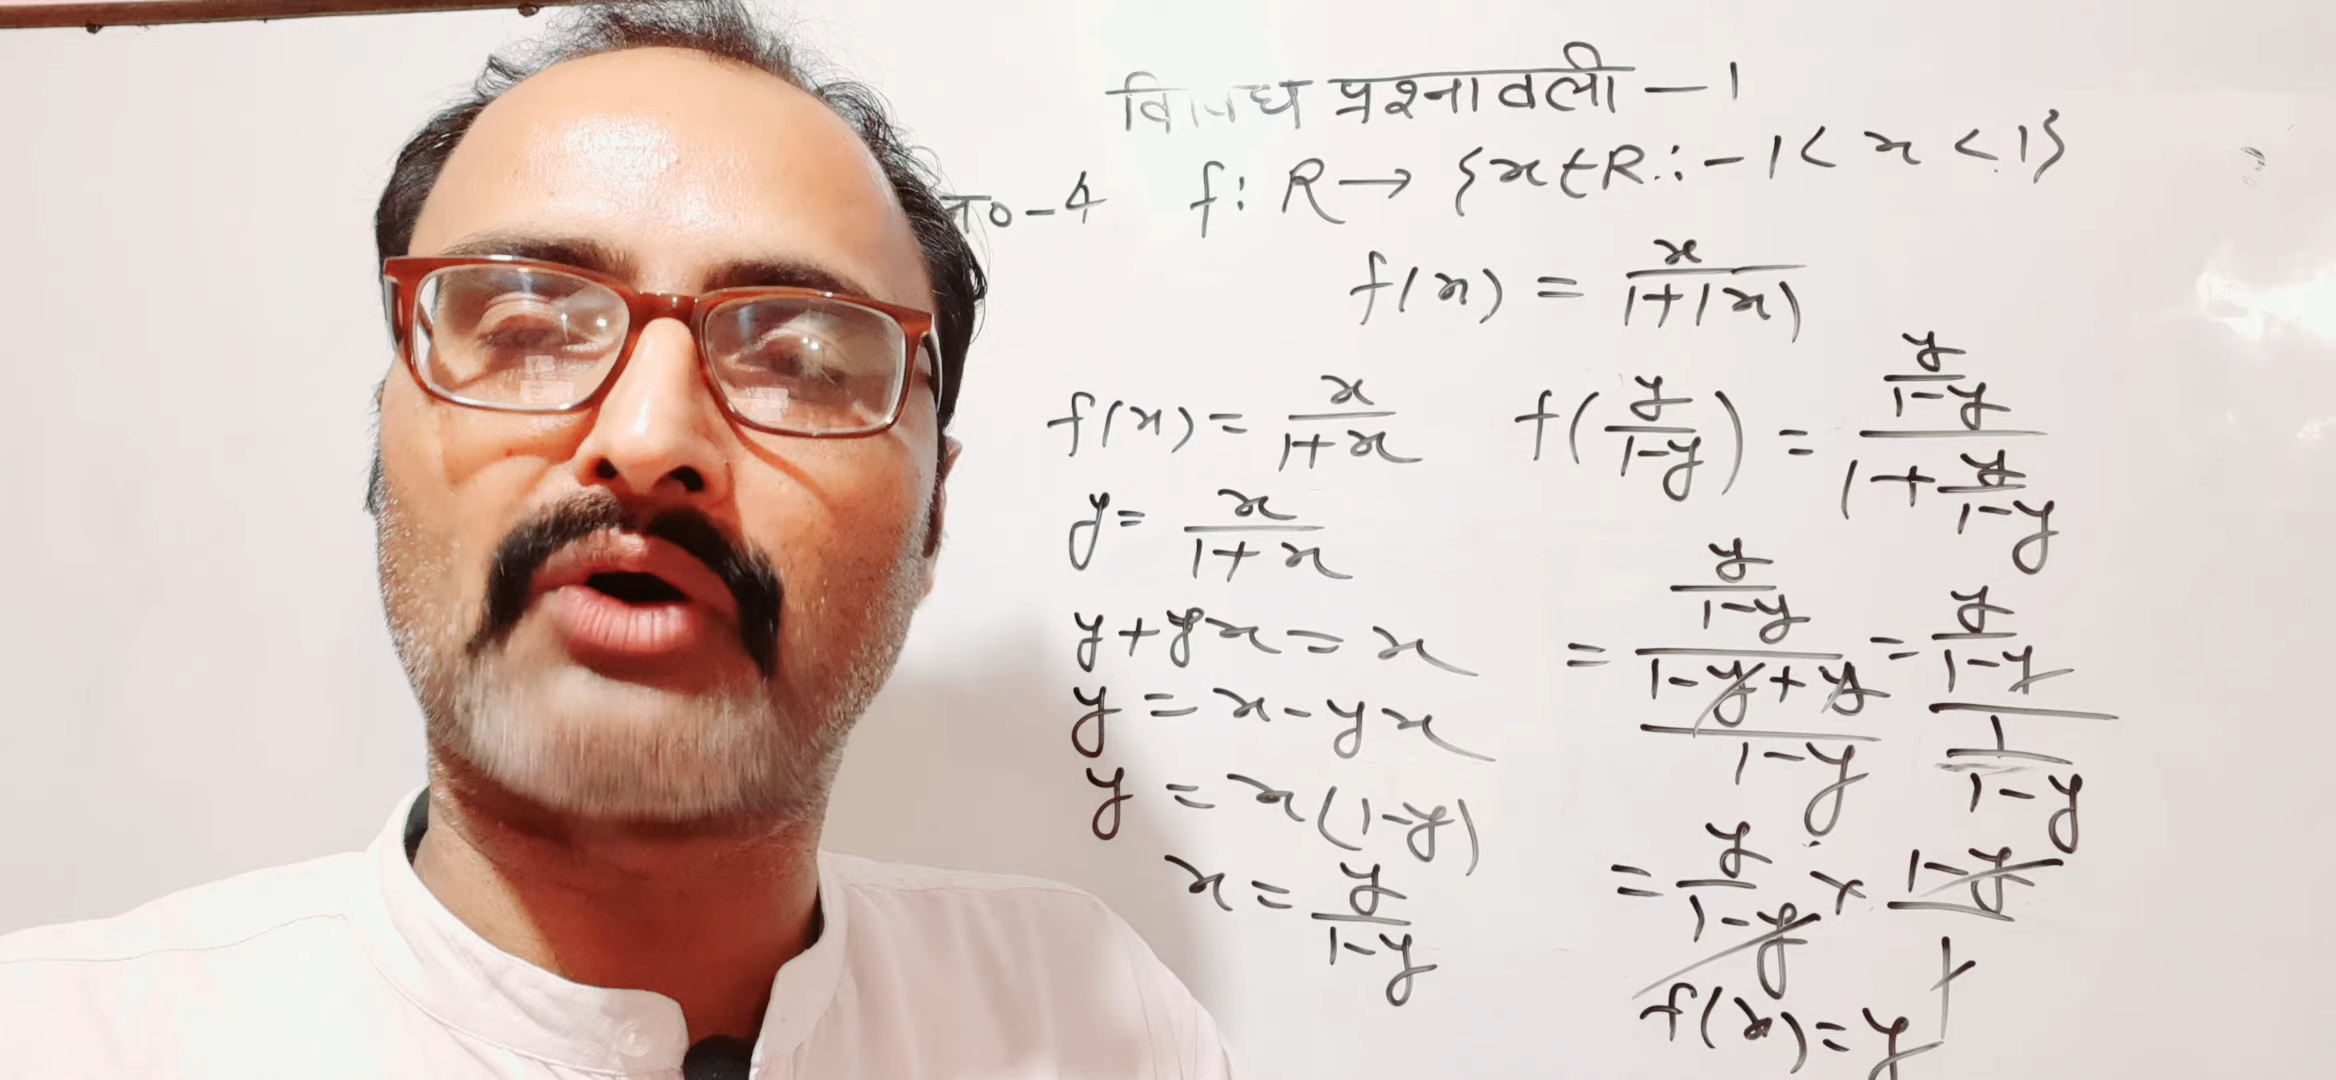 विविध प्रश्नावली - 1
no-4 f: R → {x∈R : -1 < x < 1}
f(x) = x/(1+|x|)
f(x) = x/(1+x)
y = x/(1+x)
y + yx = x
y = x - yx
y = x(1-y)
x = y/(1-y)
f(y/(1-y)) = (y/(1-y))/(1 + y/(1-y))
= (y/(1-y))/((1-y+y)/(1-y)) = (y/(1-y))/(1/(1-y))
= y/(1-y) × (1-y)/1
f(x) = y